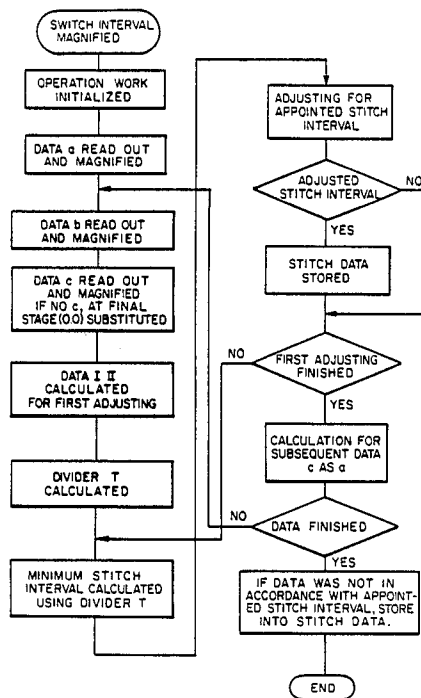 SWITCH INTERVAL
MAGNIFIED
OPERATION WORK
INITIALIZED
DATA a READ OUT
AND MAGNIFIED
DATA b READ OUT
AND MAGNIFIED
DATA c READ OUT
AND MAGNIFIED
IF NO c, AT FINAL
STAGE (0.0) SUBSTITUTED
DATA I II
CALCULATED
FOR FIRST ADJUSTING
DIVIDER T
CALCULATED
MINIMUM STITCH
INTERVAL CALCULATED
USING DIVIDER T
ADJUSTING FOR
APPOINTED STITCH
INTERVAL
ADJUSTED
STITCH INTERVAL
NO
YES
STITCH DATA
STORED
NO
FIRST ADJUSTING
FINISHED
YES
CALCULATION FOR
SUBSEQUENT DATA
c AS a
NO
DATA FINISHED
YES
IF DATA WAS NOT IN
ACCORDANCE WITH APPOINT-
ED STITCH INTERVAL, STORE
INTO STITCH DATA.
END